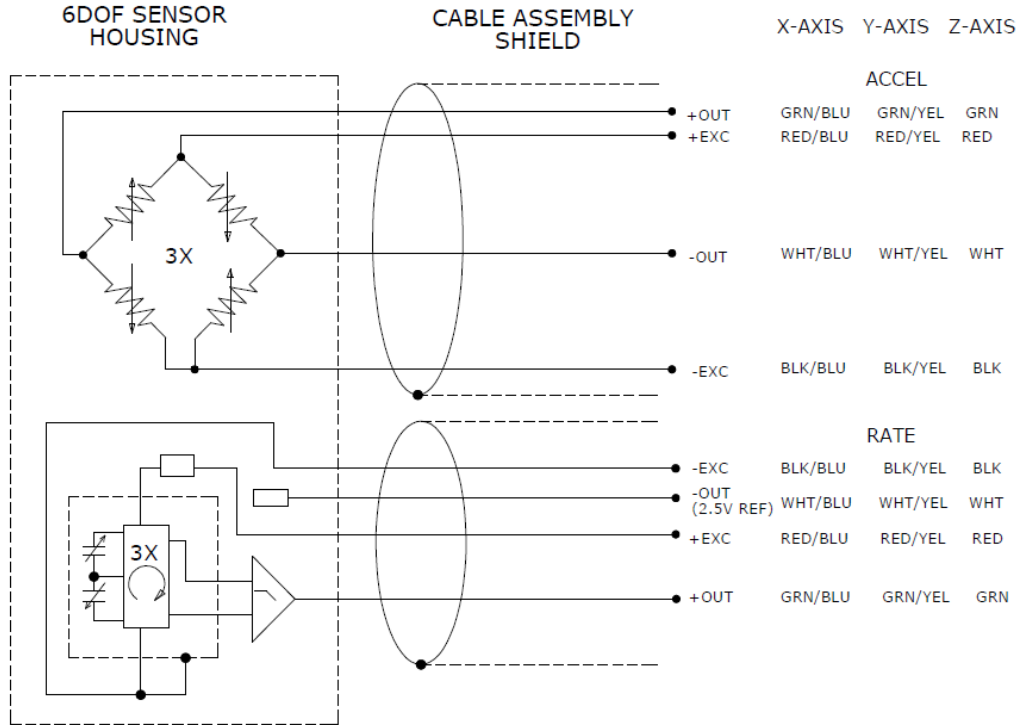 6DOF SENSOR
HOUSING
CABLE ASSEMBLY
SHIELD
X-AXIS Y-AXIS Z-AXIS
ACCEL
+OUT GRN/BLU GRN/YEL GRN
+EXC RED/BLU RED/YEL RED
3X
-OUT WHT/BLU WHT/YEL WHT
-EXC BLK/BLU BLK/YEL BLK
RATE
-EXC BLK/BLU BLK/YEL BLK
-OUT
(2.5V REF) WHT/BLU WHT/YEL WHT
+EXC RED/BLU RED/YEL RED
3X
+OUT GRN/BLU GRN/YEL GRN